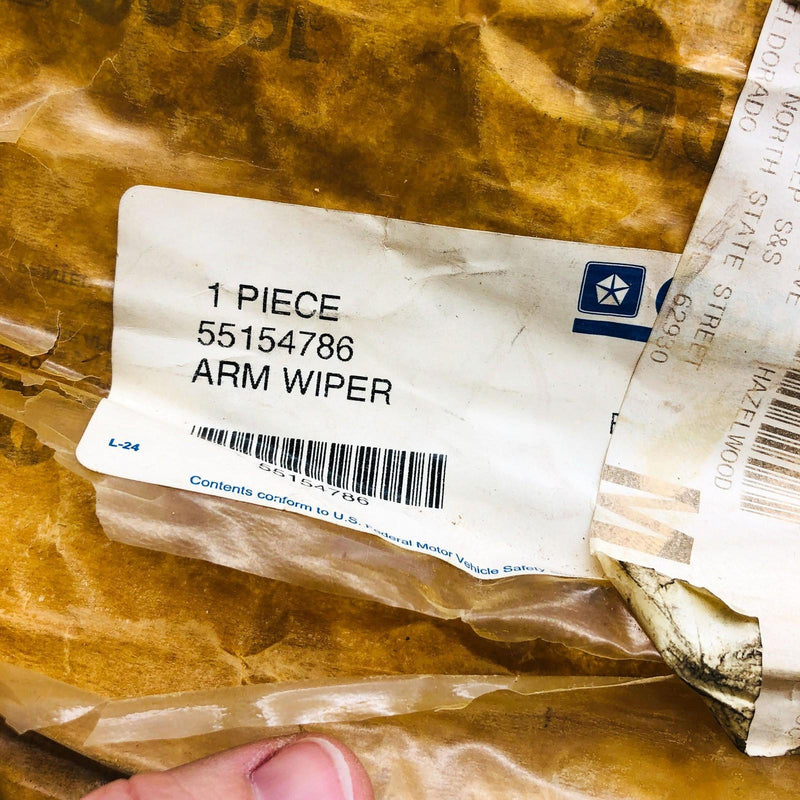 1 PIECE
55154786
ARM WIPER
L-24
55154786
Contents conform to U.S. Federal Motor Vehicle Safety
ELDORADO
NORTH STATE STREET
62930
S&S
HAZELWOOD
M